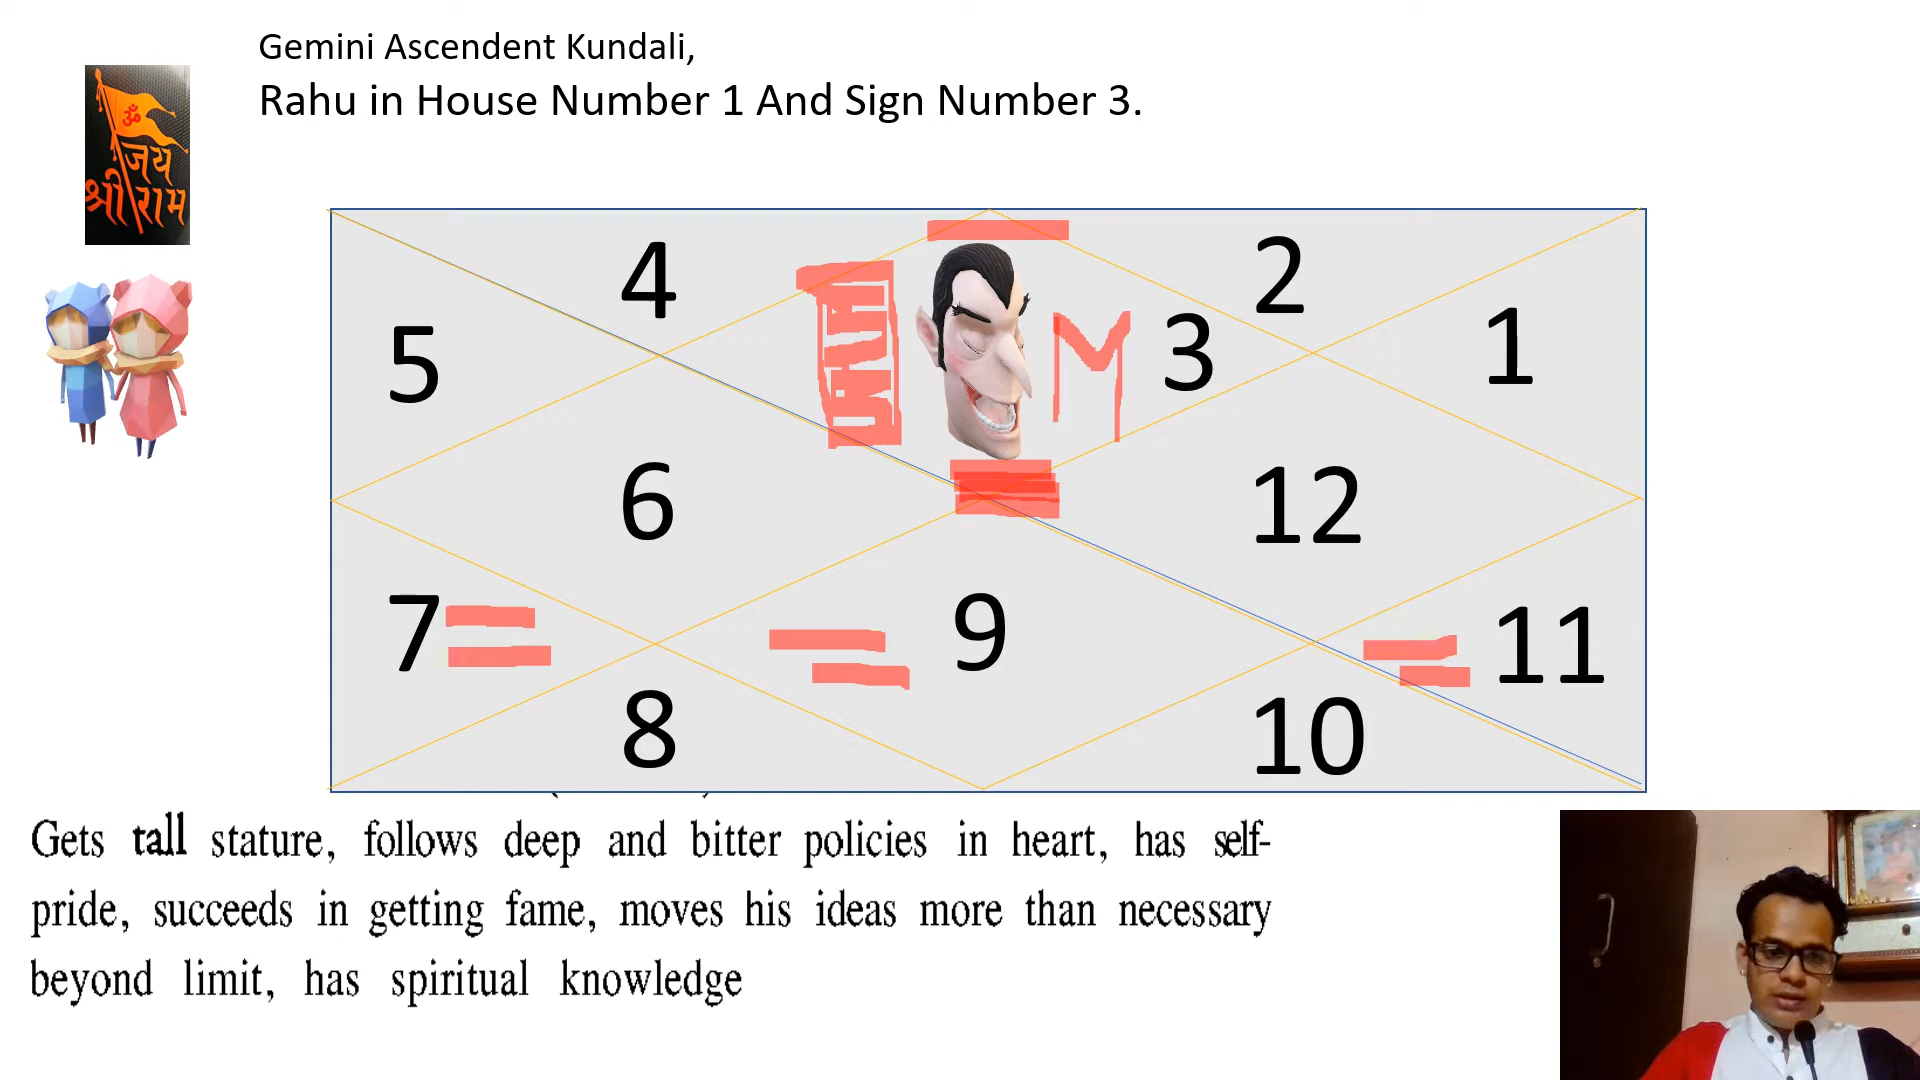 Gemini Ascendent Kundali,
Rahu in House Number 1 And Sign Number 3.
ॐ
जय
श्री राम
4
2
5
3
1
M
6
12
7
9
11
8
10
Gets tall stature, follows deep and bitter policies in heart, has self-
pride, succeeds in getting fame, moves his ideas more than necessary
beyond limit, has spiritual knowledge